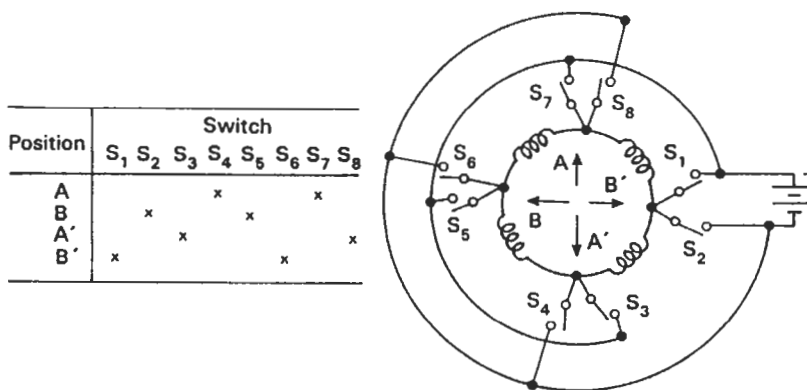 Position
Switch
S1 S2 S3 S4 S5 S6 S7 S8
A x x
B x x
A′ x x
B′ x x
S7
S8
S6
S1
A
B′
B
A′
S5
S2
S4
S3